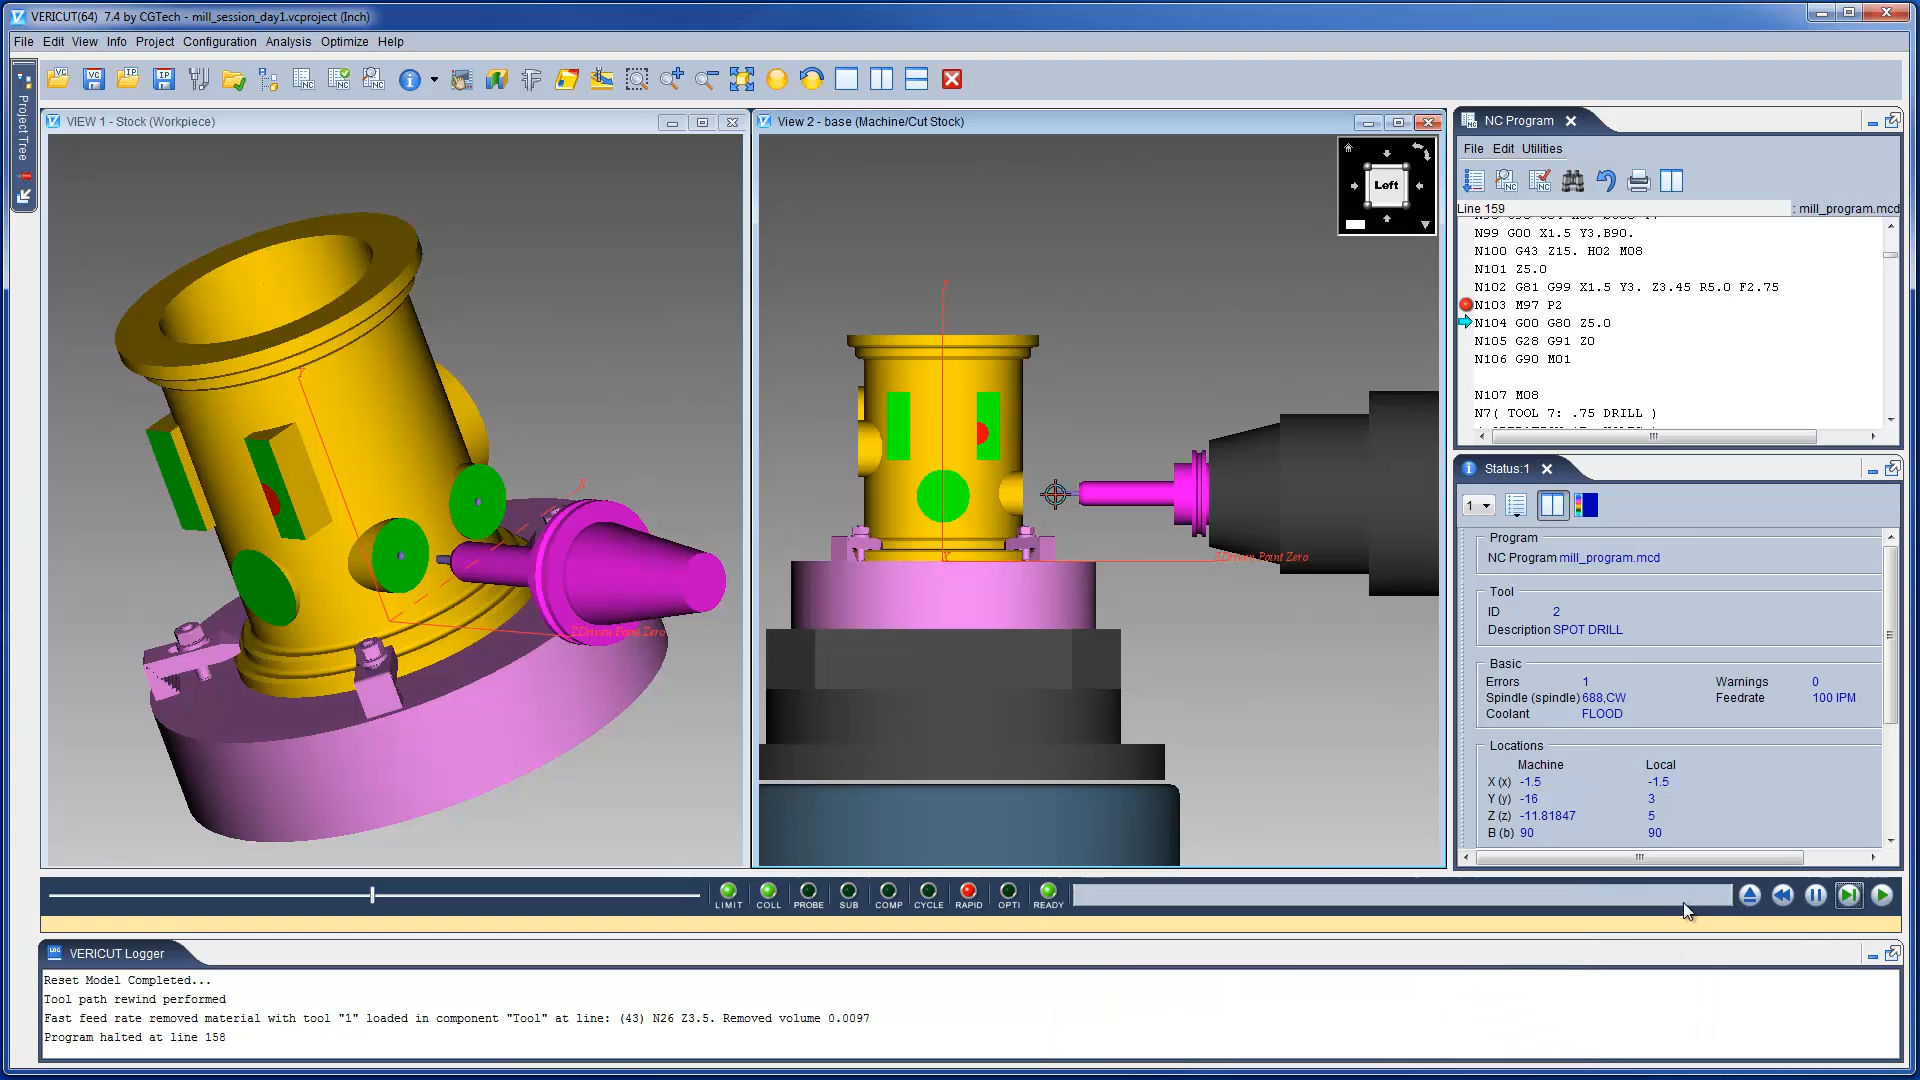 VERICUT(64) 7.4 by CGTech - mill_session_day1.vcproject (Inch)
File Edit View Info Project Configuration Analysis Optimize Help
Project Tree
VIEW 1 - Stock (Workpiece)
View 2 - base (Machine/Cut Stock)
Left
ZDriven Point Zero
ZDriven Point Zero
NC Program
File Edit Utilities
Line 159 : mill_program.mcd
N99 G00 X1.5 Y3.B90.
N100 G43 Z15. H02 M08
N101 Z5.0
N102 G81 G99 X1.5 Y3. Z3.45 R5.0 F2.75
N103 M97 P2
N104 G00 G80 Z5.0
N105 G28 G91 Z0
N106 G90 M01
N107 M08
N7( TOOL 7: .75 DRILL )
Status:1
1
Program
NC Program mill_program.mcd
Tool
ID 2
Description SPOT DRILL
Basic
Errors 1 Warnings 0
Spindle (spindle) 688,CW Feedrate 100 IPM
Coolant FLOOD
Locations
Machine Local
X (x) -1.5 -1.5
Y (y) -16 3
Z (z) -11.81847 5
B (b) 90 90
LIMIT COLL PROBE SUB COMP CYCLE RAPID OPTI READY
VERICUT Logger
Reset Model Completed...
Tool path rewind performed
Fast feed rate removed material with tool "1" loaded in component "Tool" at line: (43) N26 Z3.5. Removed volume 0.0097
Program halted at line 158